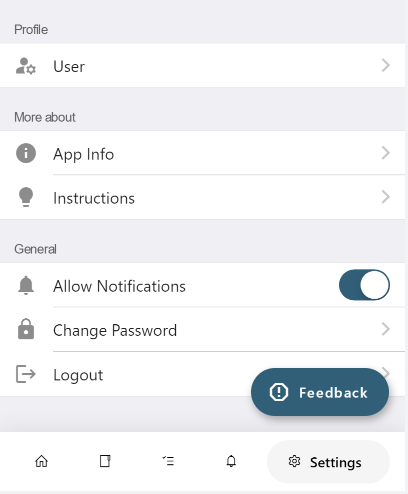 Profile
User
More about
App Info
Instructions
General
Allow Notifications
Change Password
Logout
Feedback
Settings